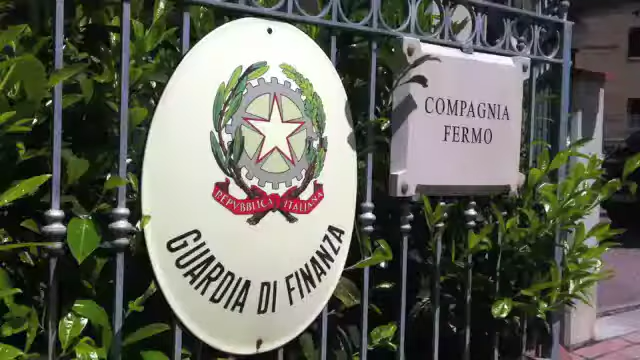 REPVBBLICA ITALIANA
GUARDIA DI FINANZA
COMPAGNIA
FERMO